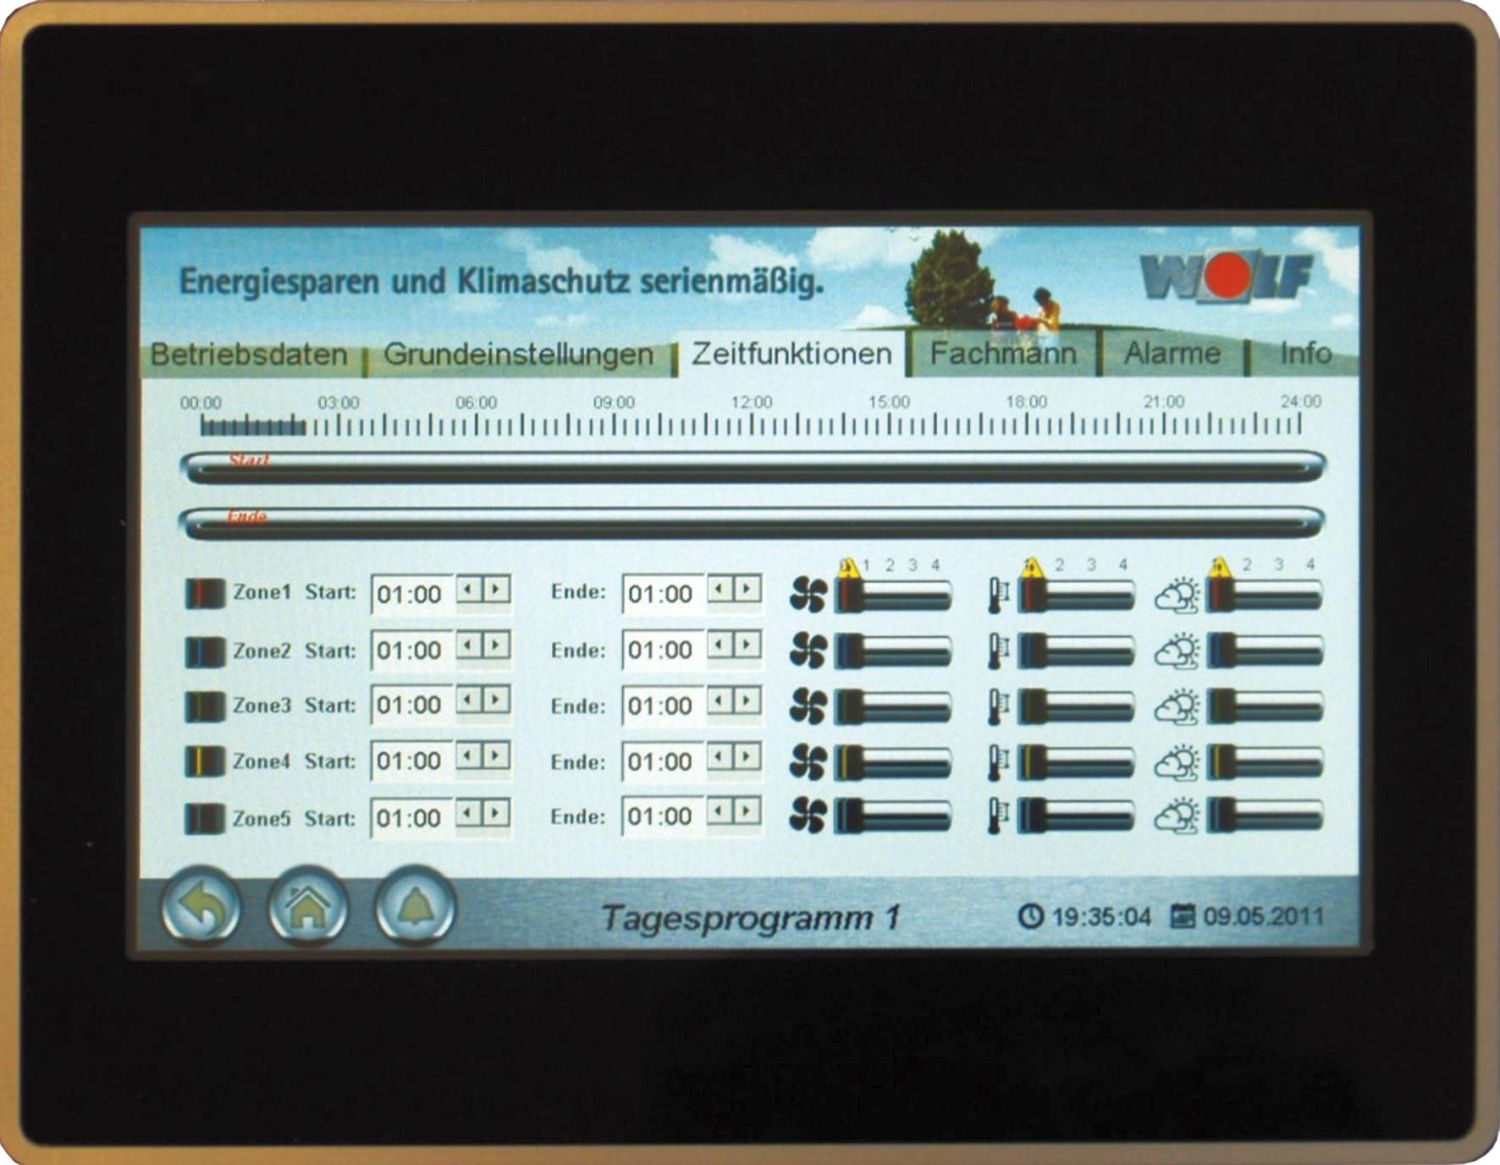 Energiesparen und Klimaschutz serienmäßig.
WOLF
Betriebsdaten Grundeinstellungen Zeitfunktionen Fachmann Alarme Info
00:00 03:00 06:00 09:00 12:00 15:00 18:00 21:00 24:00
Start
Ende
1 2 3 4 2 3 4 2 3 4
Zone1 Start: 01:00 Ende: 01:00
Zone2 Start: 01:00 Ende: 01:00
Zone3 Start: 01:00 Ende: 01:00
Zone4 Start: 01:00 Ende: 01:00
Zone5 Start: 01:00 Ende: 01:00
Tagesprogramm 1 19:35:04 09.05.2011